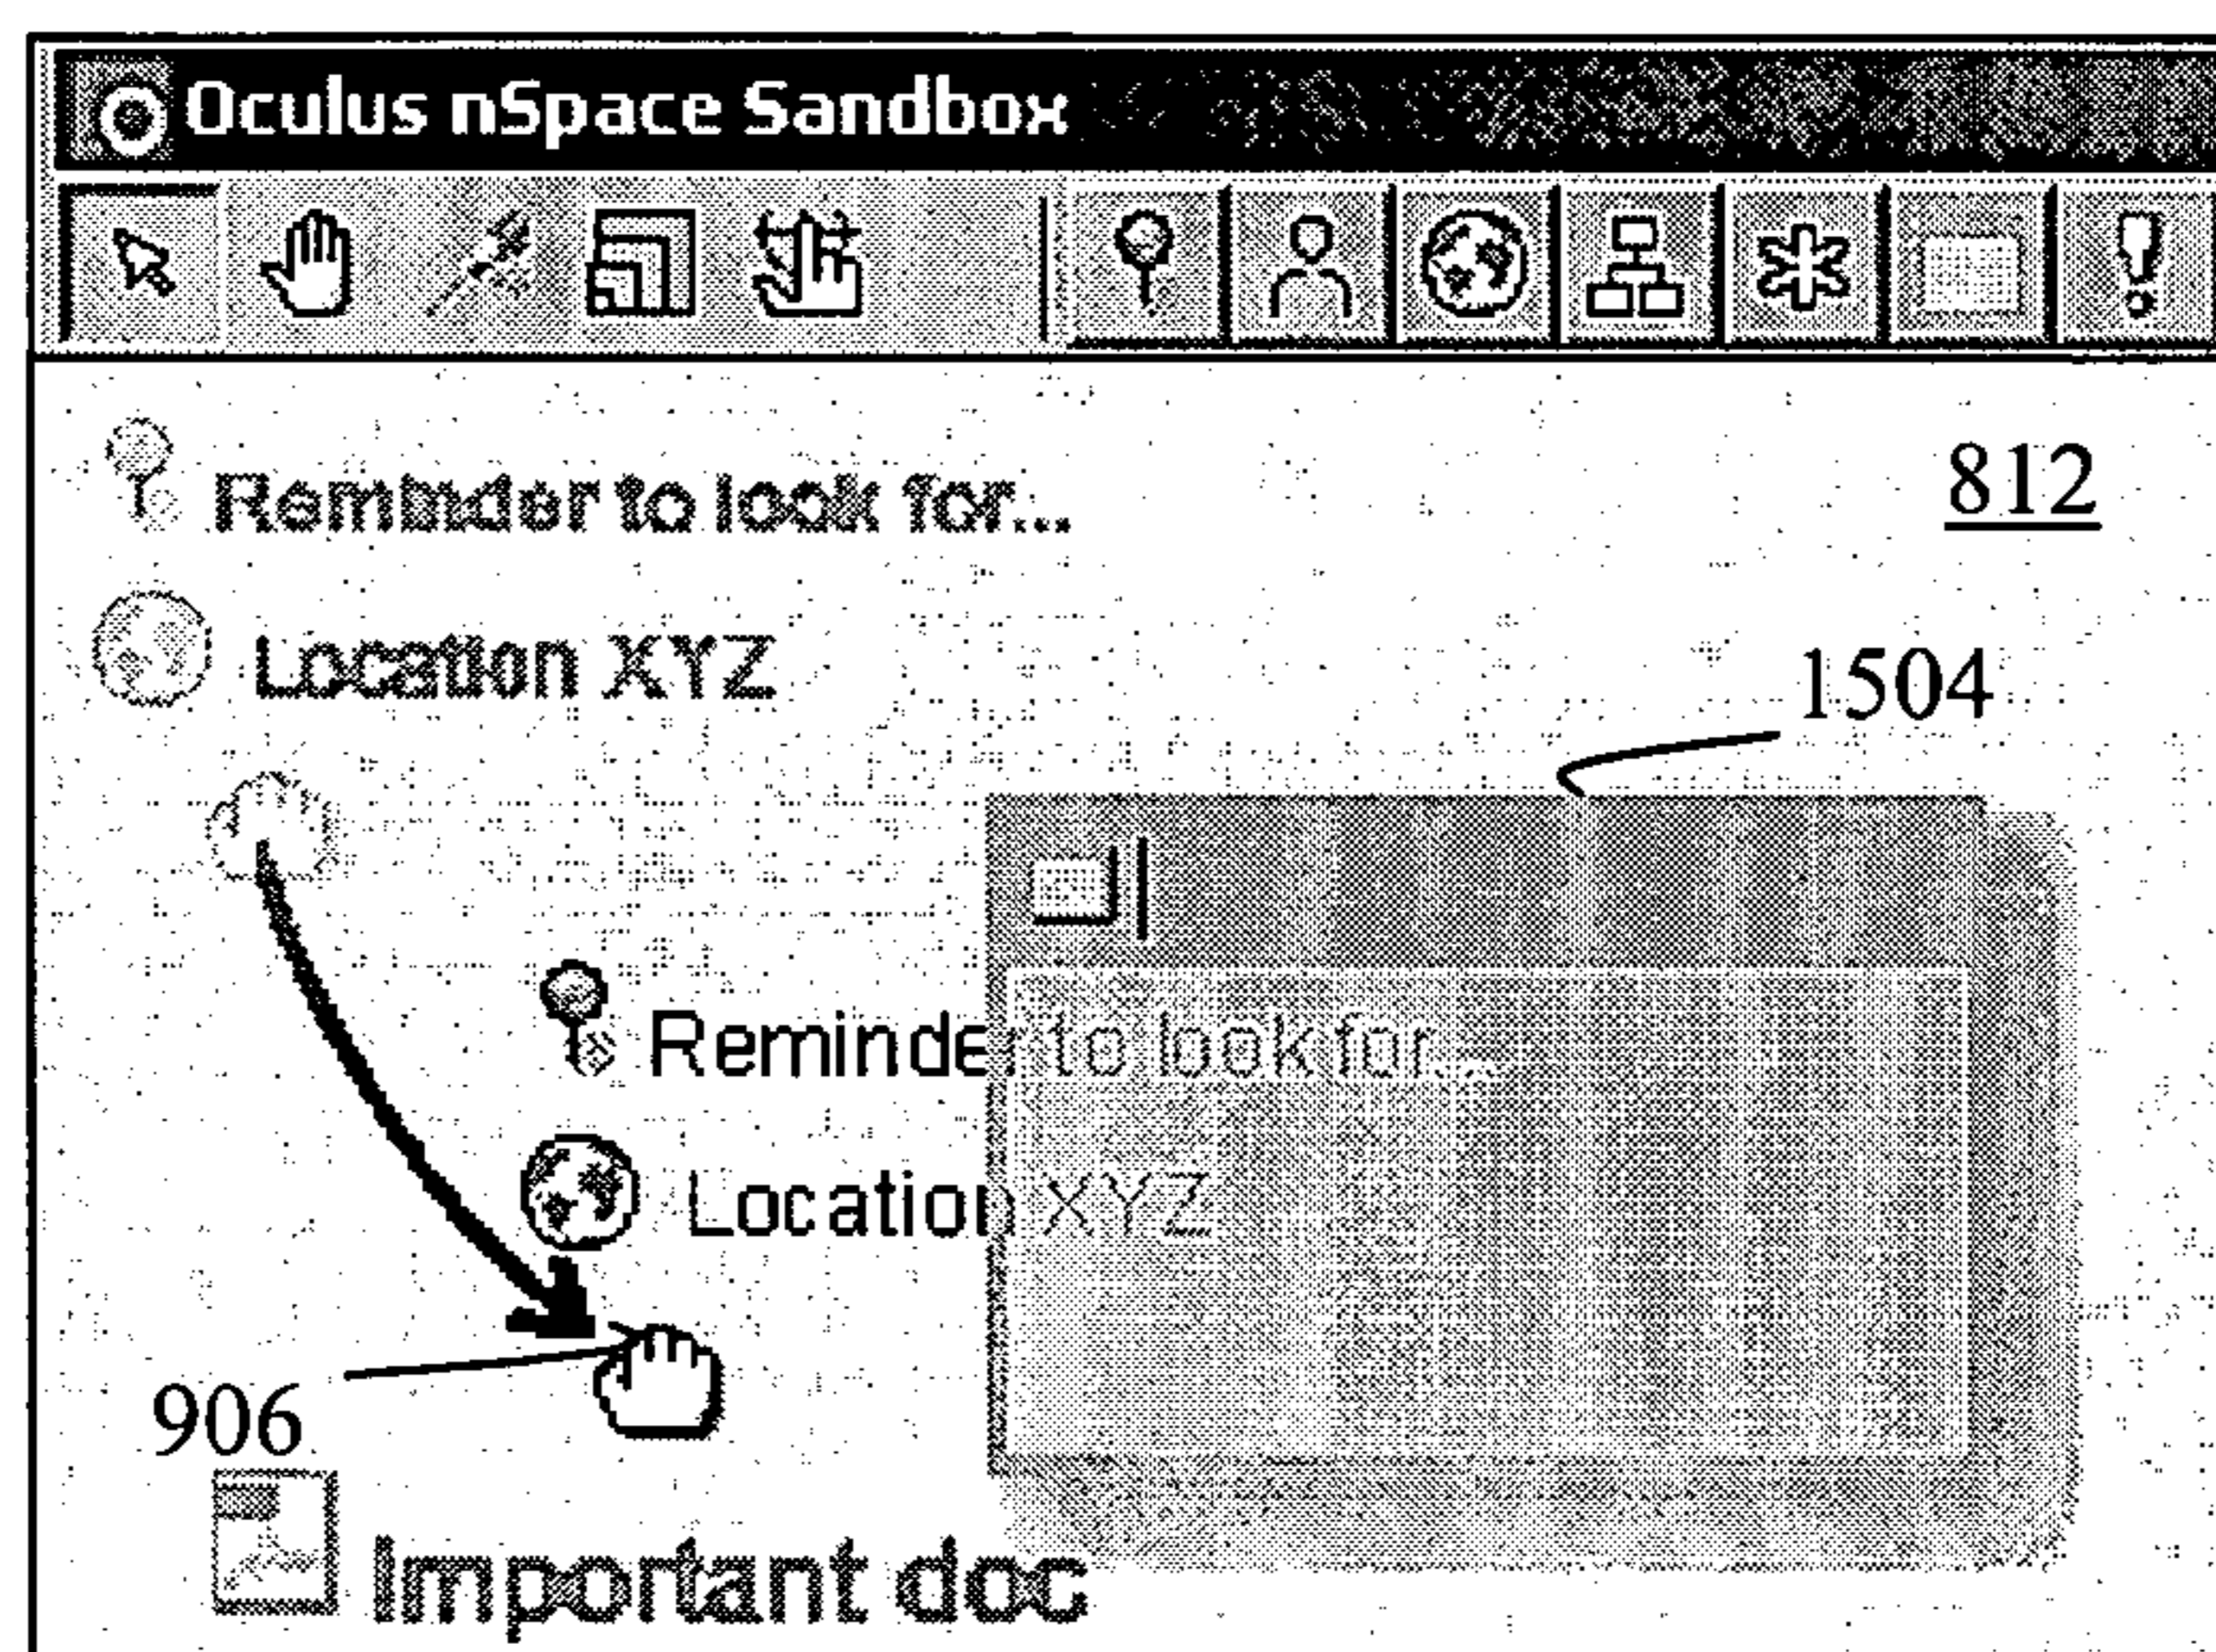 Oculus nSpace Sandbox
812
Reminder to look for...
Location XYZ
1504
Reminder to look for...
Location XYZ
906
Important doc